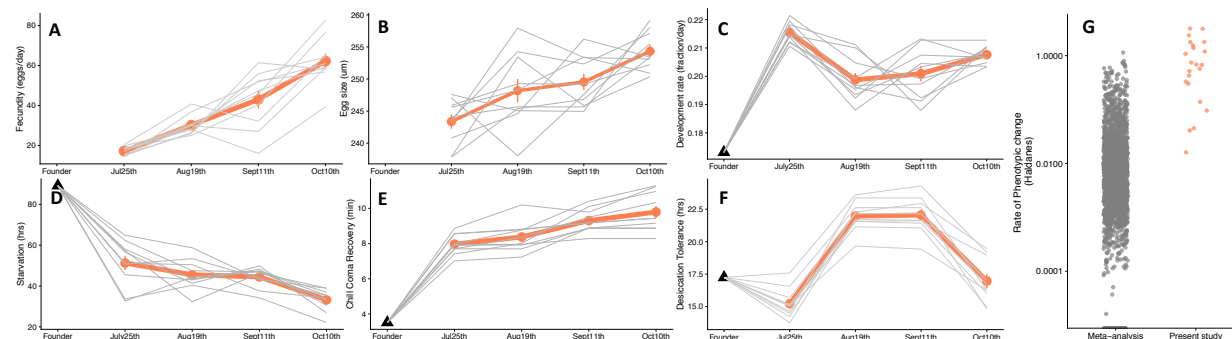 A
Fecundity (eggs/day)
80
60
40
20
Founder
Jul25th
Aug19th
Sept11th
Oct10th
B
Egg size (um)
260
255
250
245
240
Founder
Jul25th
Aug19th
Sept11th
Oct10th
C
Development rate (fraction/day)
0.22
0.21
0.20
0.19
0.18
Founder
July25th
Aug19th
Sept11th
Oct10th
D
Starvation (hrs)
80
60
40
20
Founder
July25th
Aug19th
Sept11th
Oct10th
E
Chill Coma Recovery (min)
10
8
6
4
Founder
Jul25th
Aug19th
Sept11th
Oct10th
F
Desiccation Tolerance (hrs)
22.5
20.0
17.5
15.0
Founder
Jul25th
Aug19th
Sept11th
Oct10th
G
Rate of Phenotypic change
(Haldanes)
1.0000
0.0100
0.0001
Meta−analysis
Present study